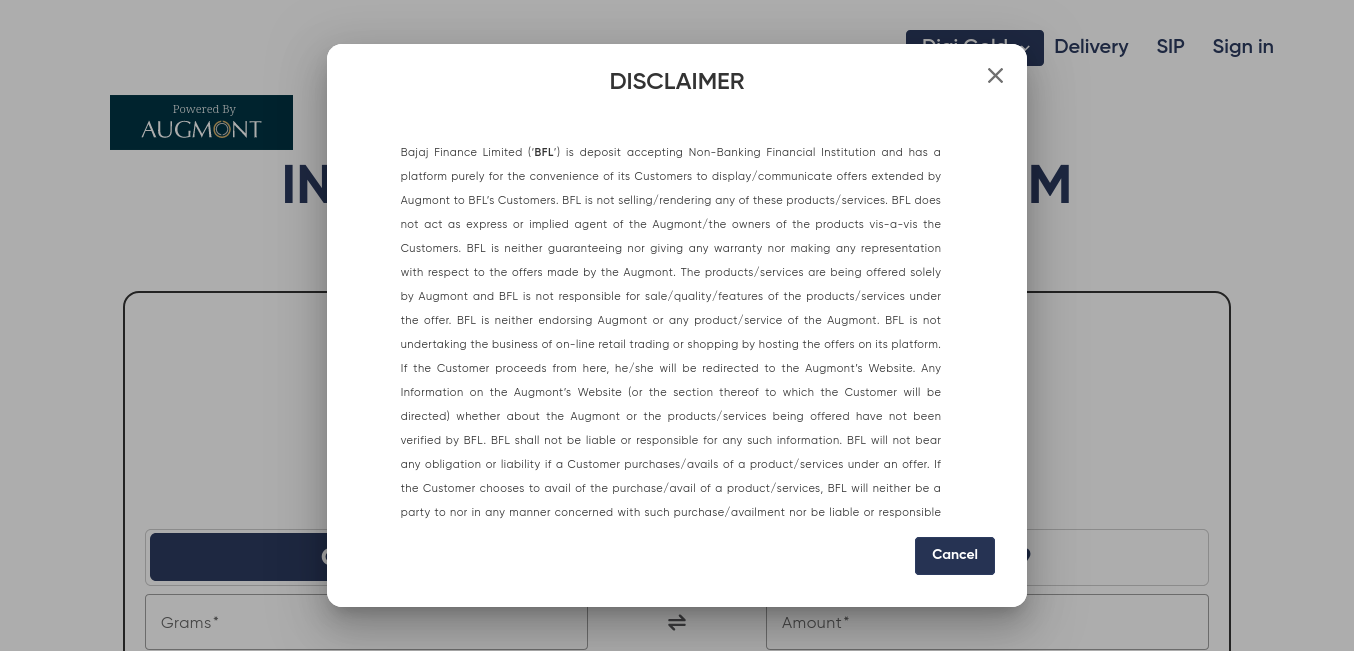 Digi Gold
Delivery
SIP
Sign in
DISCLAIMER
Powered By
AUGMONT
Bajaj Finance Limited (‘BFL’) is deposit accepting Non-Banking Financial Institution and has a
platform purely for the convenience of its Customers to display/communicate offers extended by
Augmont to BFL’s Customers. BFL is not selling/rendering any of these products/services. BFL does
not act as express or implied agent of the Augmont/the owners of the products vis-a-vis the
Customers. BFL is neither guaranteeing nor giving any warranty nor making any representation
with respect to the offers made by the Augmont. The products/services are being offered solely
by Augmont and BFL is not responsible for sale/quality/features of the products/services under
the offer. BFL is neither endorsing Augmont or any product/service of the Augmont. BFL is not
undertaking the business of on-line retail trading or shopping by hosting the offers on its platform.
If the Customer proceeds from here, he/she will be redirected to the Augmont’s Website. Any
Information on the Augmont’s Website (or the section thereof to which the Customer will be
directed) whether about the Augmont or the products/services being offered have not been
verified by BFL. BFL shall not be liable or responsible for any such information. BFL will not bear
any obligation or liability if a Customer purchases/avails of a product/services under an offer. If
the Customer chooses to avail of the purchase/avail of a product/services, BFL will neither be a
party to nor in any manner concerned with such purchase/availment nor be liable or responsible
Cancel
Grams*
Amount*